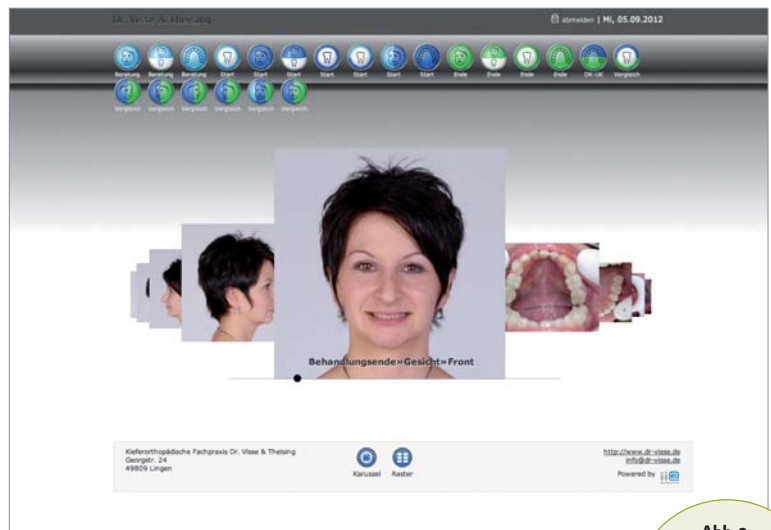 Dr. Visse & Theising
abmelden | Mi, 05.09.2012
Beratung Beratung Beratung Start Start Start Start Start Start Start Ende Ende Ende Ende OK-UK Vergleich
Vergleich Vergleich Vergleich Vergleich Vergleich Vergleich
Behandlungsende»Gesicht»Front
Kieferorthopädische Fachpraxis Dr. Visse & Theising
Georgstr. 24
49809 Lingen
Karussel Raster
http://www.dr-visse.de
info@dr-visse.de
Powered by